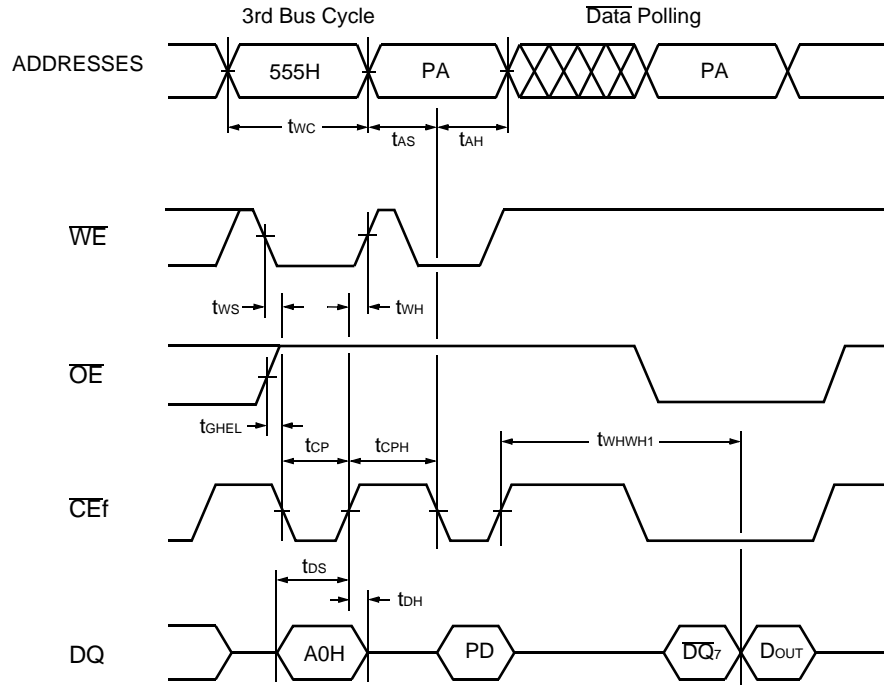 3rd Bus Cycle
Data Polling
ADDRESSES
555H
PA
PA
tWC
tAS
tAH
WE
tWS
tWH
OE
tGHEL
tCP
tCPH
tWHWH1
CEf
tDS
tDH
DQ
A0H
PD
DQ7
DOUT